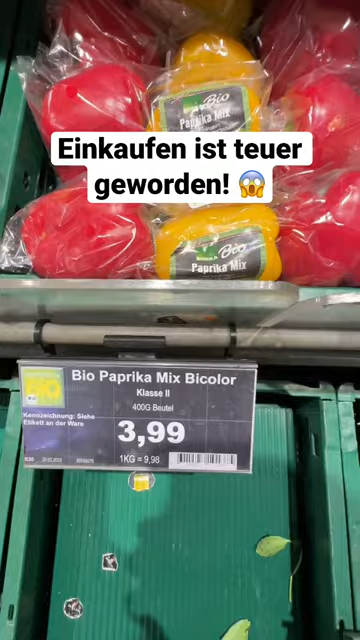 Bio
Paprika Mix
Einkaufen ist teuer
geworden! 😱
Bio
Paprika Mix
BIO
Bio Paprika Mix Bicolor
Klasse II
400G Beutel
Kennzeichnung: Siehe
Etikett an der Ware
3,99
1KG = 9,98